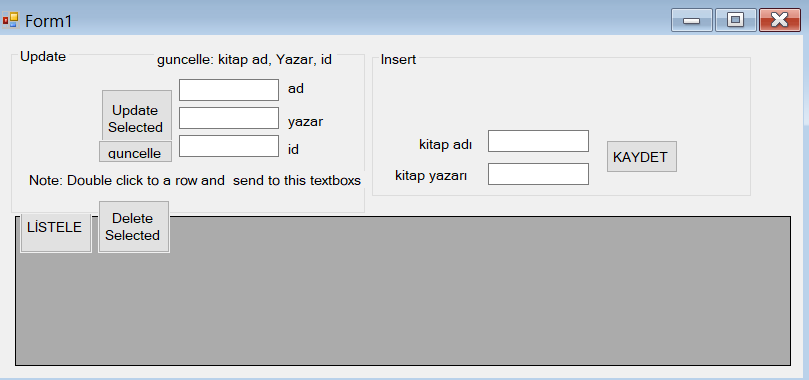 Form1
Update
guncelle: kitap ad, Yazar, id
ad
Update
Selected
yazar
guncelle
id
Note: Double click to a row and  send to this textboxs
Insert
kitap adı
KAYDET
kitap yazarı
LİSTELE
Delete
Selected